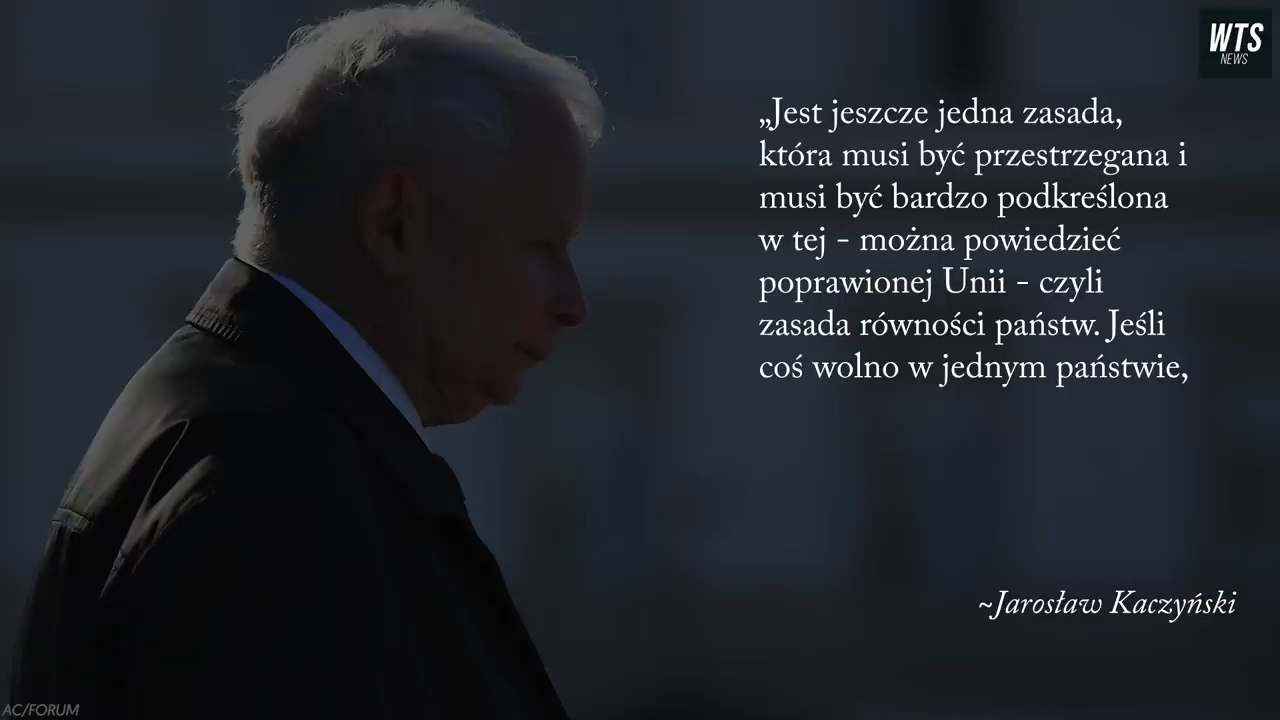 WTS
NEWS
„Jest jeszcze jedna zasada,
która musi być przestrzegana i
musi być bardzo podkreślona
w tej - można powiedzieć
poprawionej Unii - czyli
zasada równości państw. Jeśli
coś wolno w jednym państwie,
~Jarosław Kaczyński
AC/FORUM